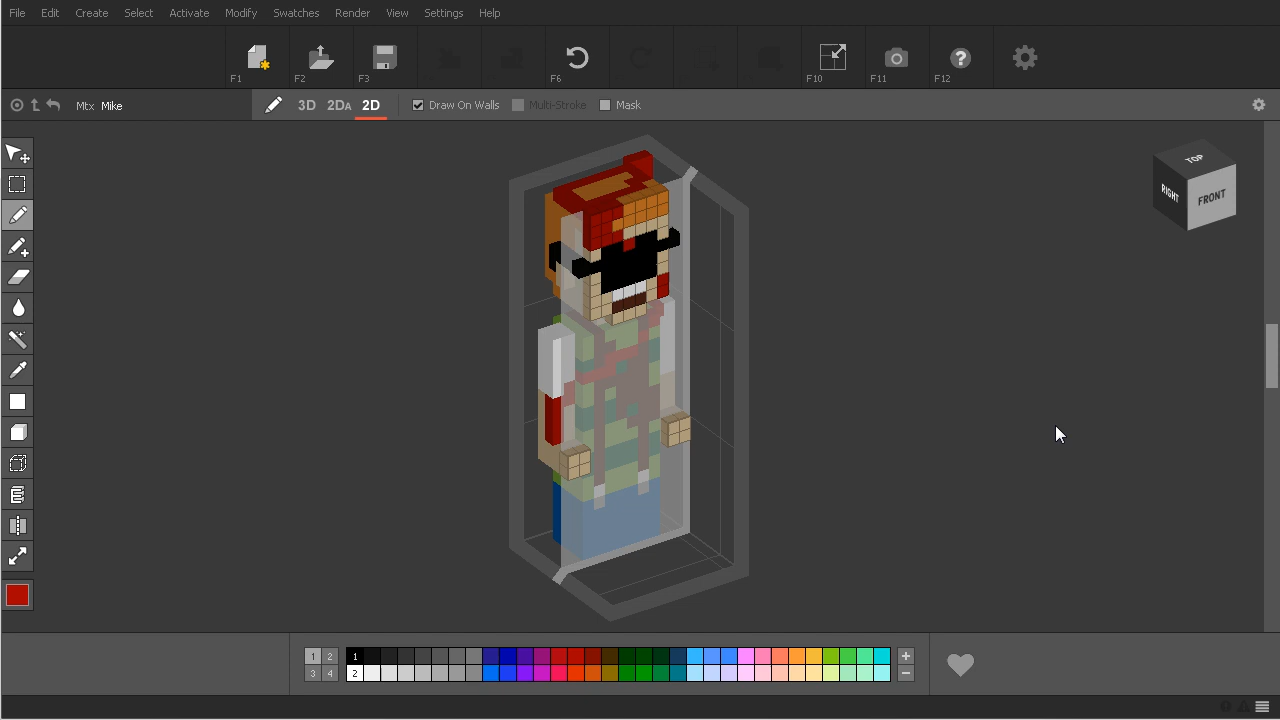 File Edit Create Select Activate Modify Swatches Render View Settings Help
F1 F2 F3 F6 F10 F11 F12
Mtx Mike 3D 2DA 2D Draw On Walls Multi-Stroke Mask
TOP
RIGHT FRONT
1 2 1 +
3 4 2 −